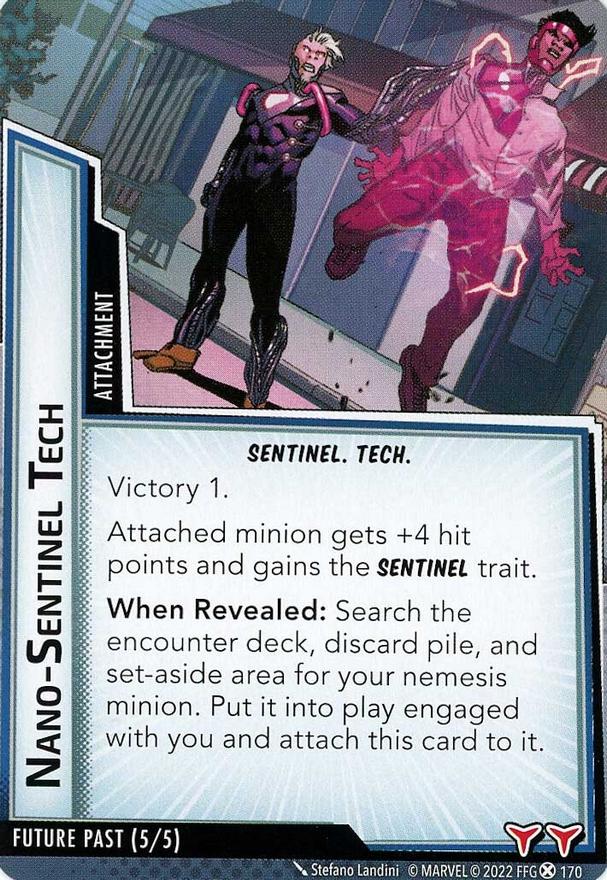 ATTACHMENT
NANO-SENTINEL TECH
SENTINEL. TECH.
Victory 1.
Attached minion gets +4 hit
points and gains the SENTINEL trait.
When Revealed: Search the
encounter deck, discard pile, and
set-aside area for your nemesis
minion. Put it into play engaged
with you and attach this card to it.
FUTURE PAST (5/5)
Stefano Landini © MARVEL © 2022 FFG 170